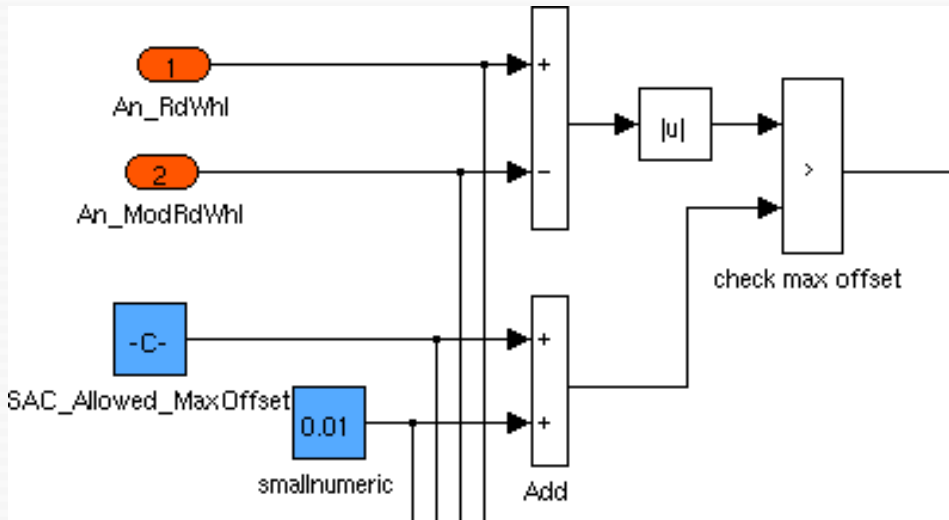 1
+
An_RdWhl
|u|
>
2
-
An_ModRdWhl
check max offset
-C-
+
SAC_Allowed_MaxOffset
0.01
+
smallnumeric
Add